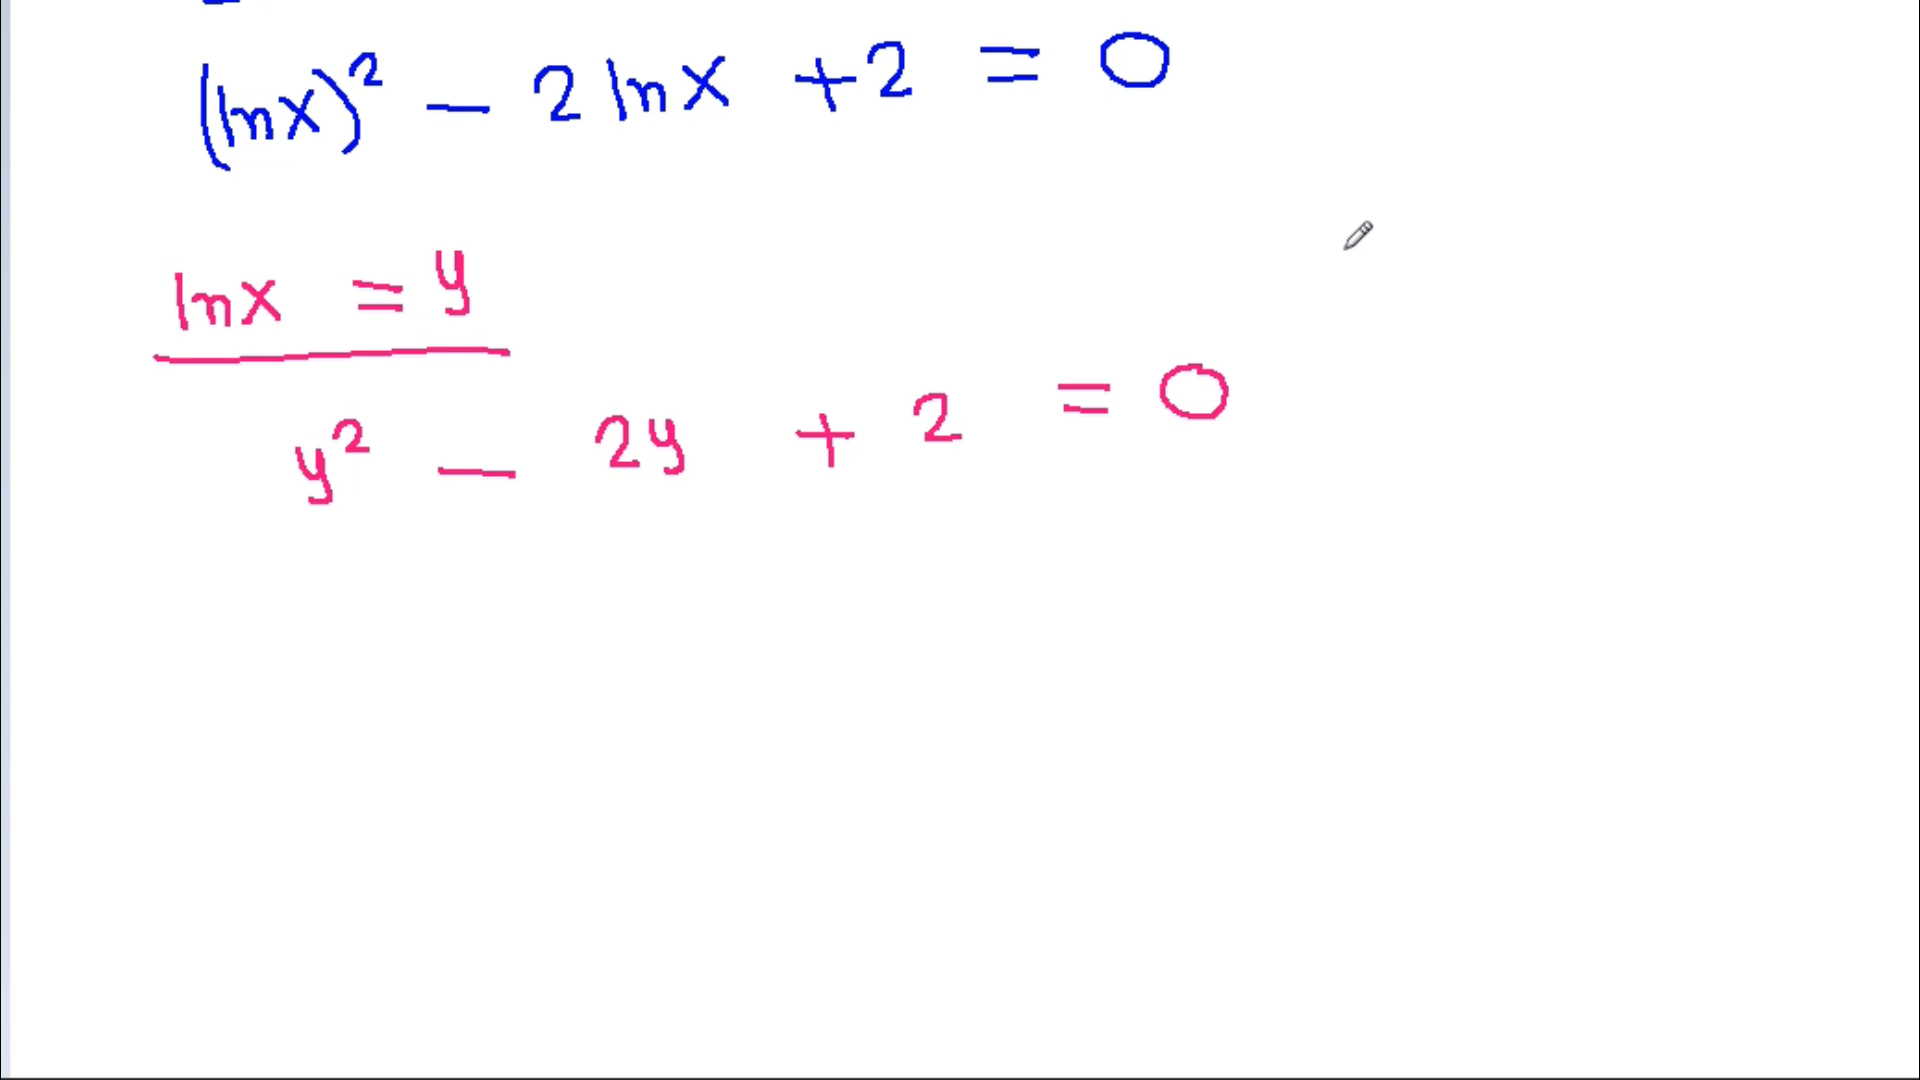 (lnx)² − 2 lnx + 2 = 0
lnx = y
y² − 2y + 2 = 0